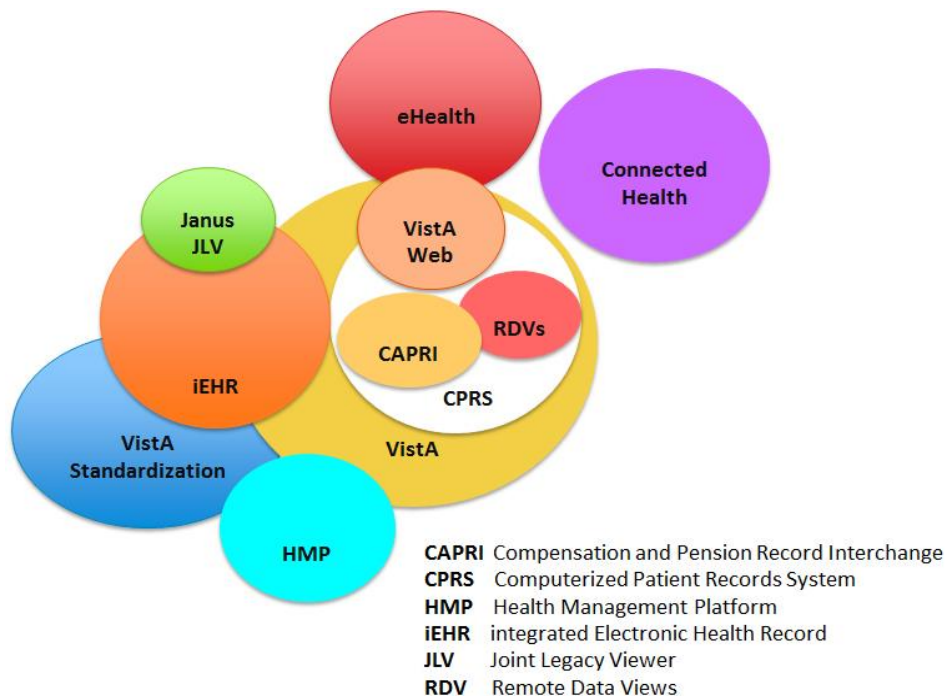 eHealth
Connected
Health
Janus
JLV
VistA
Web
RDVs
CAPRI
iEHR
CPRS
VistA
Standardization
VistA
HMP
CAPRI Compensation and Pension Record Interchange
CPRS Computerized Patient Records System
HMP Health Management Platform
iEHR integrated Electronic Health Record
JLV Joint Legacy Viewer
RDV Remote Data Views